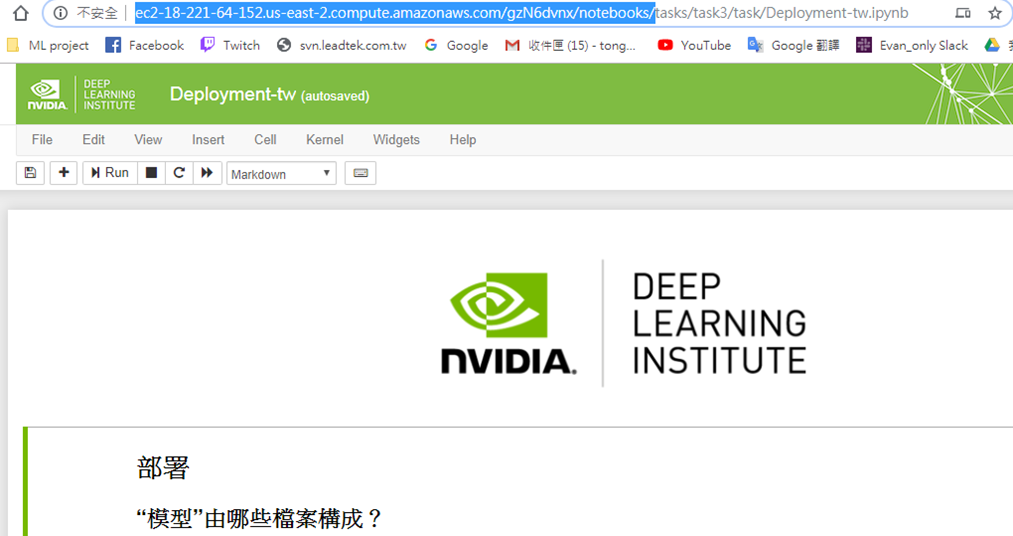 不安全 ec2-18-221-64-152.us-east-2.compute.amazonaws.com/gzN6dvnx/notebooks/tasks/task3/task/Deployment-tw.ipynb
ML project Facebook Twitch svn.leadtek.com.tw Google 收件匣 (15) - tong... YouTube Google 翻譯 Evan_only Slack
NVIDIA. DEEP LEARNING INSTITUTE Deployment-tw (autosaved)
File Edit View Insert Cell Kernel Widgets Help
Run Markdown
NVIDIA.
DEEP
LEARNING
INSTITUTE
部署
“模型”由哪些檔案構成？